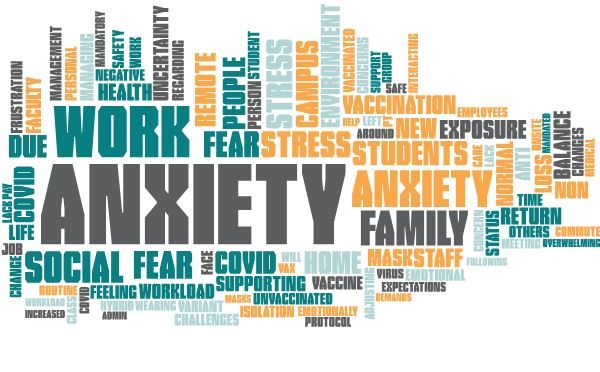 FRUSTRATION
FACULTY
MANAGEMENT
PERSONAL
MANAGING
MANDATORY
SAFETY
WORK
NEGATIVE
HEALTH
UNCERTAINTY
REGARDING
REMOTE
PEOPLE
PERSON
STUDENT
STRESS
CAMPUS
ENVIRONMENT
VACCINATED
CONCERNS
SUPPORT
GROUP
SAFE
INTERACTING
DUE
WORK
FEAR
STRESS
VACCINATION
EMPLOYEES
HELP
LEFT
PT
AROUND
NEW
EXPOSURE
STUDENTS
CARE
LACK
NORMAL
ANTI
LOSS
ONSITE
MANDATED
BALANCE
CHANGES
MEDICAL
LACK PAY
COVID
LIFE
ANXIETY
ANXIETY
FAMILY
NON
TIME
RETURN
STATUS
CONCERN
OTHERS
COMMUTE
MEETING
OVERWHELMING
JOB
CHANGE
SOCIAL
FEAR
FACE
COVID
WILL
VAX
HOME
MASK
STAFF
FOLLOWING
VIRUS
EMOTIONAL
ROUTINE
FEELING
WORKLOAD
SUPPORTING
VACCINE
ADJUSTING
EXPECTATIONS
DEMANDS
WORKLOAD
CLASS
COVID
HYBRID
WEARING
VARIANT
MASKS
UNVACCINATED
INCREASED
ADMIN
CHALLENGES
ISOLATION
EMOTIONALLY
PROTOCOL